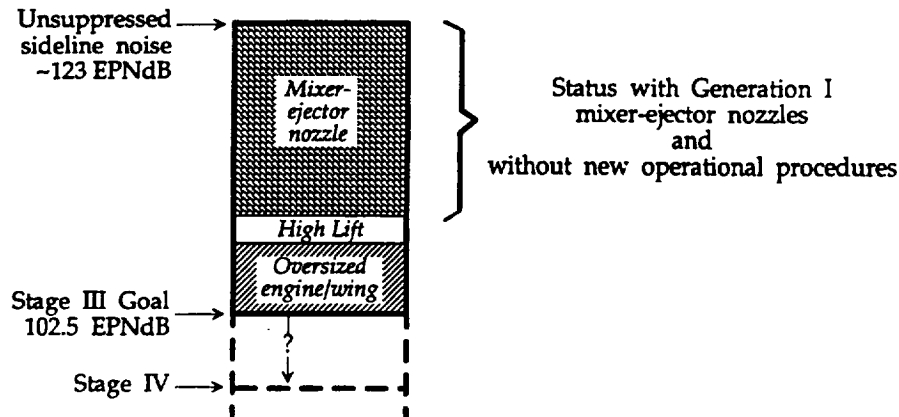 Unsuppressed
sideline noise
~123 EPNdB
Mixer-
ejector
nozzle
Status with Generation I
mixer-ejector nozzles
and
without new operational procedures
High Lift
Oversized
engine/wing
Stage III Goal
102.5 EPNdB
?
Stage IV